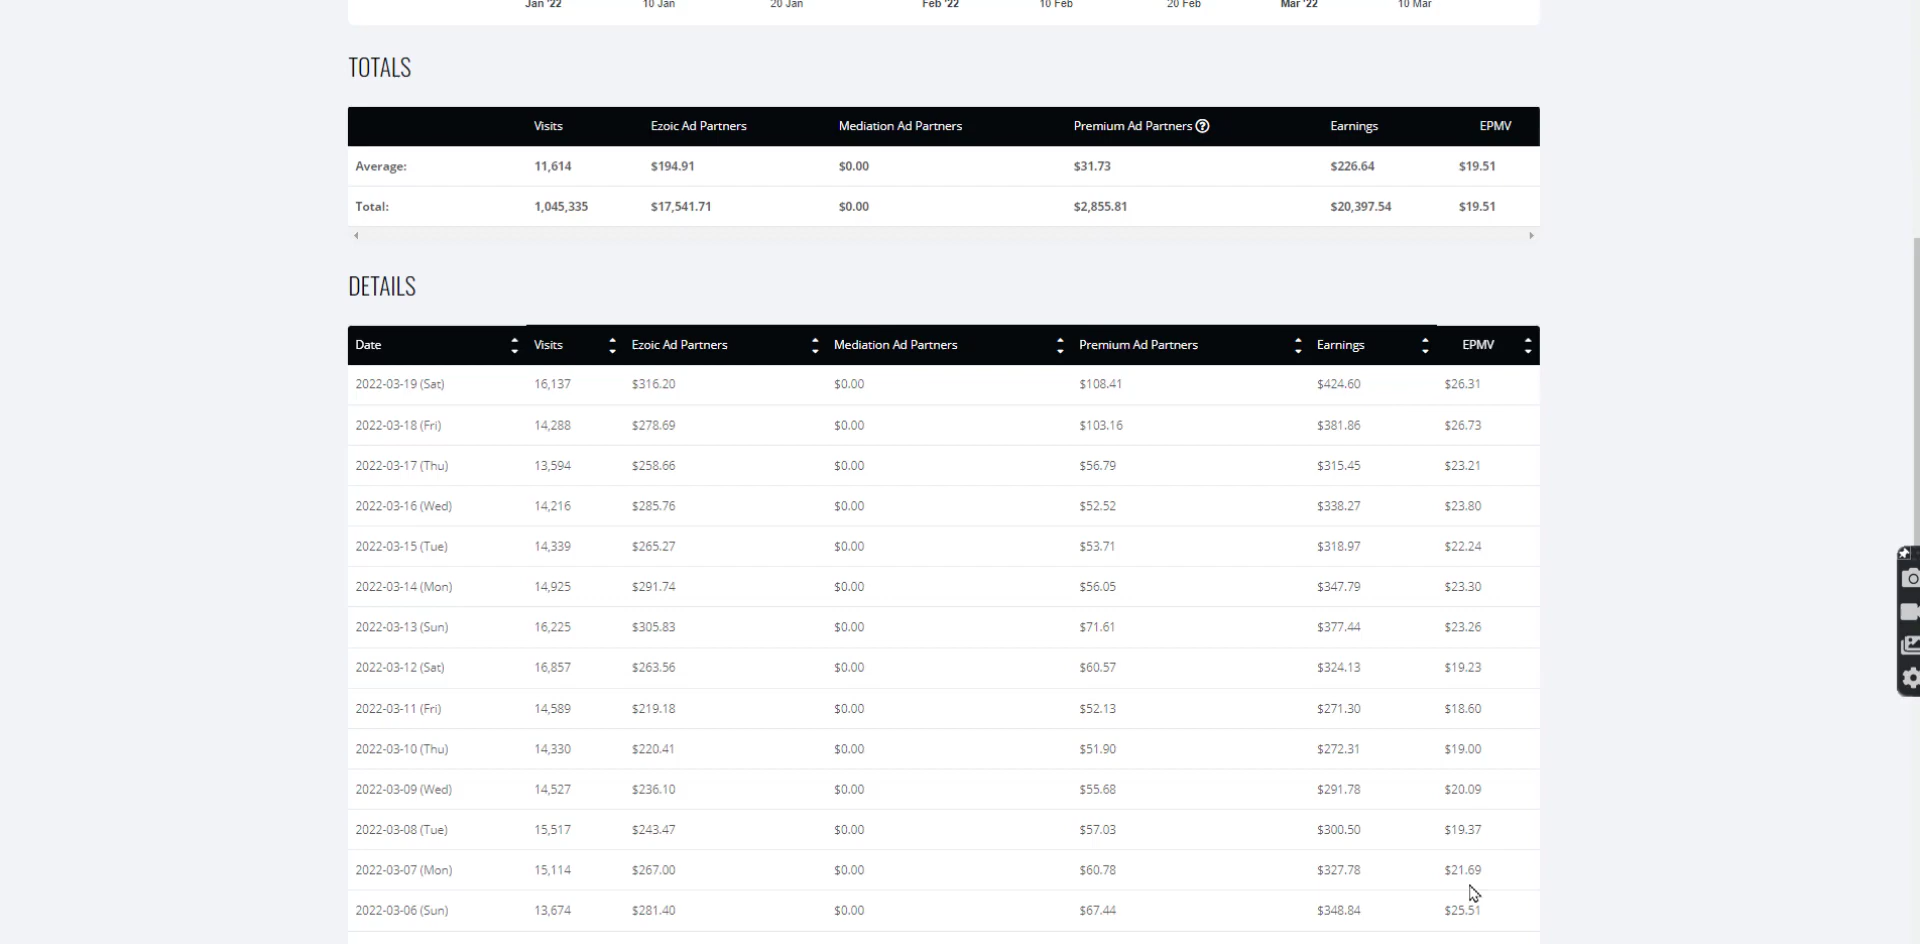 Jan '22 10 Jan 20 Jan Feb '22 10 Feb 20 Feb Mar '22 10 Mar
TOTALS
Visits Ezoic Ad Partners Mediation Ad Partners Premium Ad Partners Earnings EPMV
Average: 11,614 $194.91 $0.00 $31.73 $226.64 $19.51
Total: 1,045,335 $17,541.71 $0.00 $2,855.81 $20,397.54 $19.51
DETAILS
Date Visits Ezoic Ad Partners Mediation Ad Partners Premium Ad Partners Earnings EPMV
2022-03-19 (Sat) 16,137 $316.20 $0.00 $108.41 $424.60 $26.31
2022-03-18 (Fri) 14,288 $278.69 $0.00 $103.16 $381.86 $26.73
2022-03-17 (Thu) 13,594 $258.66 $0.00 $56.79 $315.45 $23.21
2022-03-16 (Wed) 14,216 $285.76 $0.00 $52.52 $338.27 $23.80
2022-03-15 (Tue) 14,339 $265.27 $0.00 $53.71 $318.97 $22.24
2022-03-14 (Mon) 14,925 $291.74 $0.00 $56.05 $347.79 $23.30
2022-03-13 (Sun) 16,225 $305.83 $0.00 $71.61 $377.44 $23.26
2022-03-12 (Sat) 16,857 $263.56 $0.00 $60.57 $324.13 $19.23
2022-03-11 (Fri) 14,589 $219.18 $0.00 $52.13 $271.30 $18.60
2022-03-10 (Thu) 14,330 $220.41 $0.00 $51.90 $272.31 $19.00
2022-03-09 (Wed) 14,527 $236.10 $0.00 $55.68 $291.78 $20.09
2022-03-08 (Tue) 15,517 $243.47 $0.00 $57.03 $300.50 $19.37
2022-03-07 (Mon) 15,114 $267.00 $0.00 $60.78 $327.78 $21.69
2022-03-06 (Sun) 13,674 $281.40 $0.00 $67.44 $348.84 $25.51